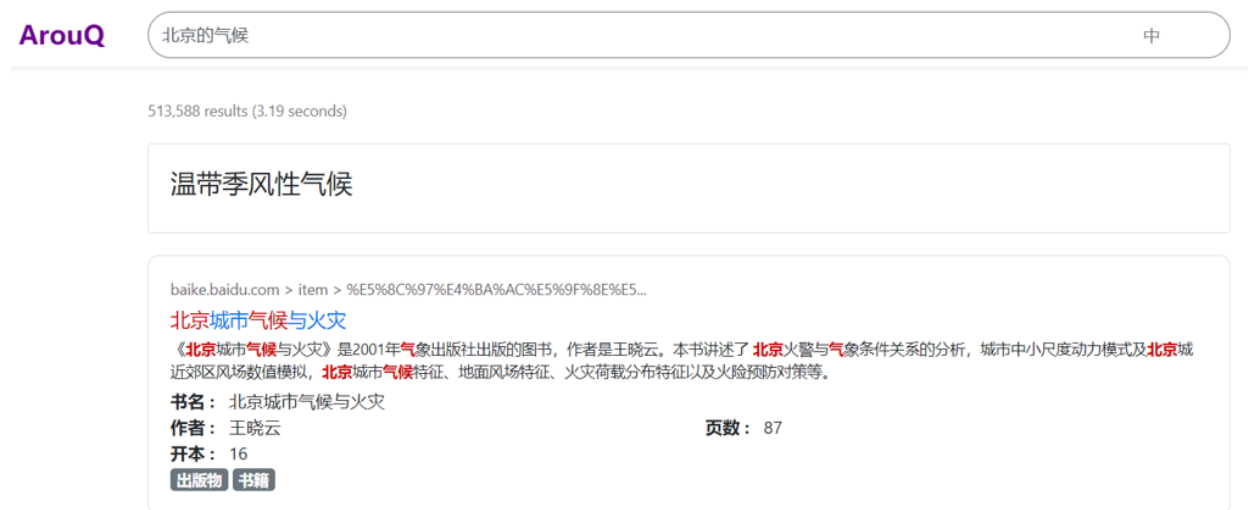 ArouQ
北京的气候
中
513,588 results (3.19 seconds)
温带季风性气候
baike.baidu.com > item > %E5%8C%97%E4%BA%AC%E5%9F%8E%E5...
北京城市气候与火灾
《北京城市气候与火灾》是2001年气象出版社出版的图书，作者是王晓云。本书讲述了 北京火警与气象条件关系的分析，城市中小尺度动力模式及北京城
近郊区风场数值模拟，北京城市气候特征、地面风场特征、火灾荷载分布特征以及火险预防对策等。
书名： 北京城市气候与火灾
作者： 王晓云
页数： 87
开本： 16
出版物 书籍